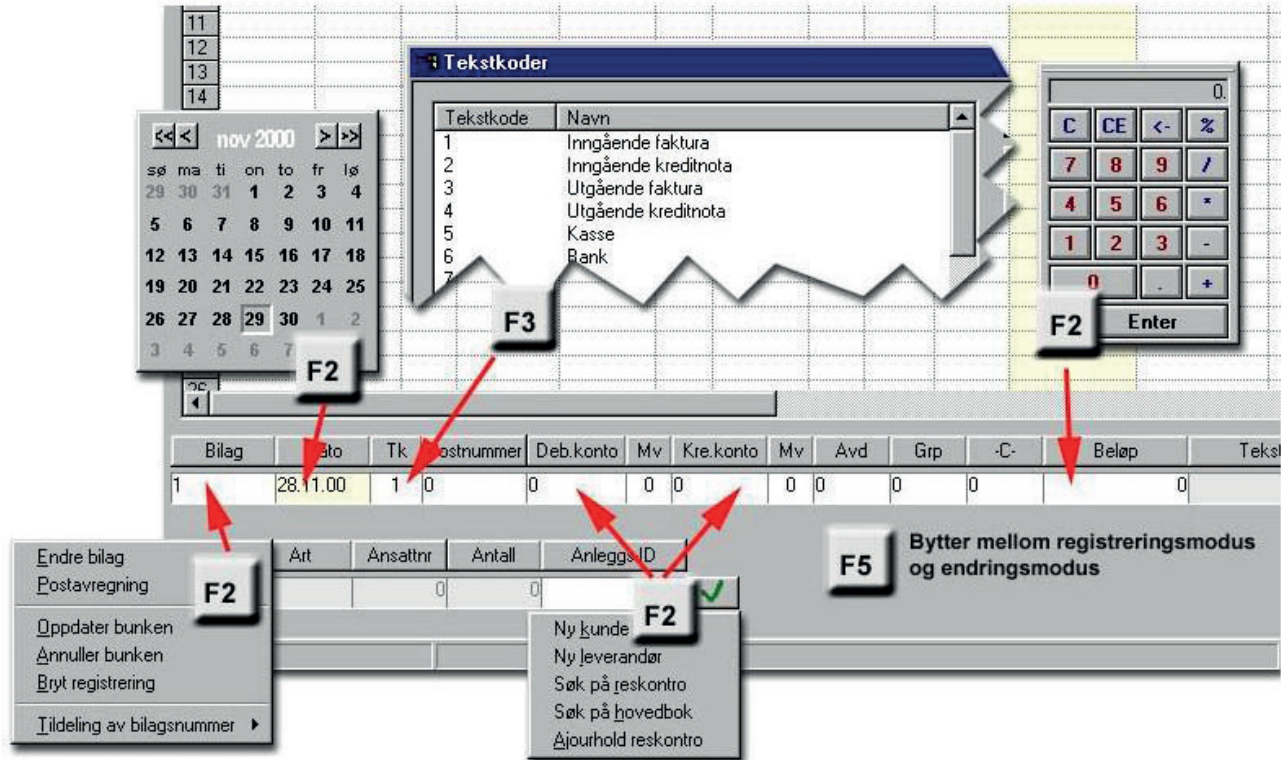 11
12
13
14
Tekstkoder
Tekstkode Navn
1 Inngående faktura
2 Inngående kreditnota
3 Utgående faktura
4 Utgående kreditnota
5 Kasse
6 Bank
7
<< < nov 2000 > >>
sø ma ti on to fr lø
29 30 31 1 2 3 4
5 6 7 8 9 10 11
12 13 14 15 16 17 18
19 20 21 22 23 24 25
26 27 28 29 30 1 2
3 4 5 6 7
0.
C CE <- %
7 8 9 /
4 5 6 *
1 2 3 -
0 . +
Enter
F2
F3
F2
Bilag Tk Deb.konto Mv Kre.konto Mv Avd Grp -C- Beløp Tekst
1 28.11.00 1 0 0 0 0 0 0 0 0 0
F5
Bytter mellom registreringsmodus
og endringsmodus
Art Ansattnr Antall Anleggs ID
0 0
F2
Endre bilag
Postavregning
Oppdater bunken
Annuller bunken
Bryt registrering
Tildeling av bilagsnummer
F2
Ny kunde
Ny leverandør
Søk på reskontro
Søk på hovedbok
Ajourhold reskontro